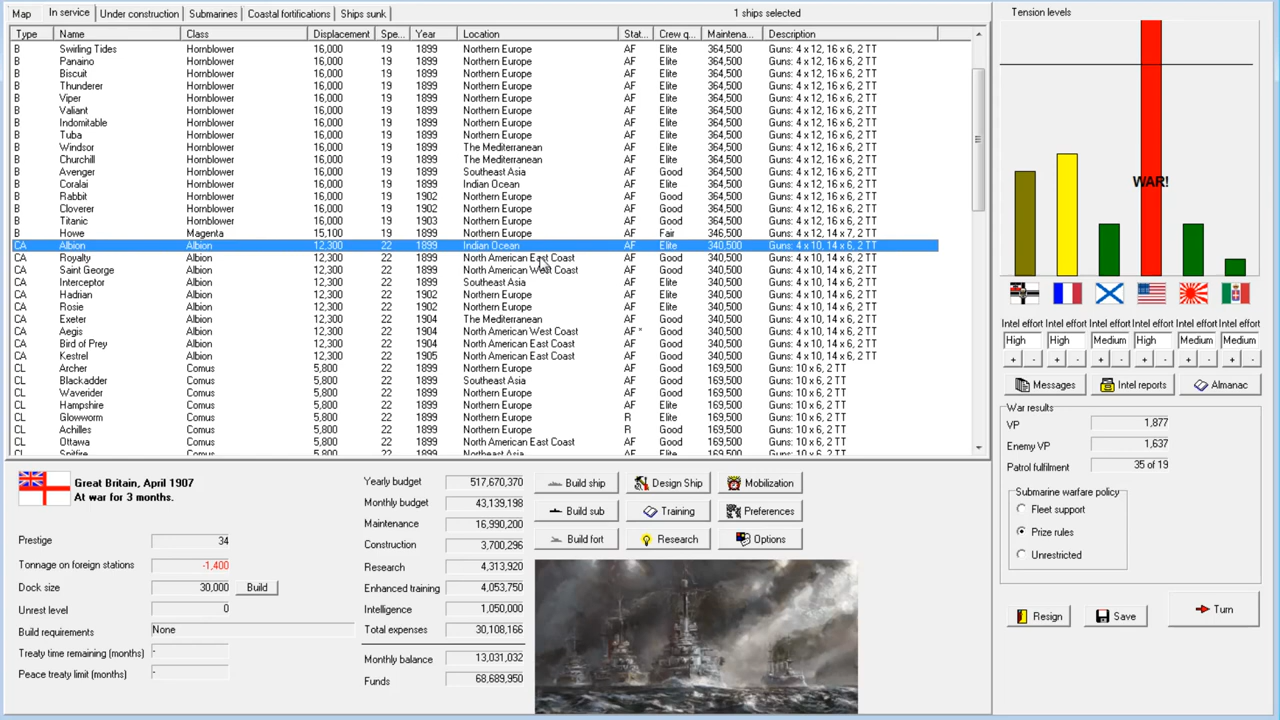 Map In service Under construction Submarines Coastal fortifications Ships sunk 1 ships selected
Type Name Class Displacement Spe... Year Location Stat... Crew q... Maintena... Description
B Swirling Tides Hornblower 16,000 19 1899 Northern Europe AF Elite 364,500 Guns: 4 x 12, 16 x 6, 2 TT
B Panaino Hornblower 16,000 19 1899 Northern Europe AF Elite 364,500 Guns: 4 x 12, 16 x 6, 2 TT
B Biscuit Hornblower 16,000 19 1899 Northern Europe AF Elite 364,500 Guns: 4 x 12, 16 x 6, 2 TT
B Thunderer Hornblower 16,000 19 1899 Northern Europe AF Elite 364,500 Guns: 4 x 12, 16 x 6, 2 TT
B Viper Hornblower 16,000 19 1899 Northern Europe AF Elite 364,500 Guns: 4 x 12, 16 x 6, 2 TT
B Valiant Hornblower 16,000 19 1899 Northern Europe AF Elite 364,500 Guns: 4 x 12, 16 x 6, 2 TT
B Indomitable Hornblower 16,000 19 1899 Northern Europe AF Elite 364,500 Guns: 4 x 12, 16 x 6, 2 TT
B Tuba Hornblower 16,000 19 1899 Northern Europe AF Elite 364,500 Guns: 4 x 12, 16 x 6, 2 TT
B Windsor Hornblower 16,000 19 1899 The Mediterranean AF Elite 364,500 Guns: 4 x 12, 16 x 6, 2 TT
B Churchill Hornblower 16,000 19 1899 The Mediterranean AF Elite 364,500 Guns: 4 x 12, 16 x 6, 2 TT
B Avenger Hornblower 16,000 19 1899 Southeast Asia AF Good 364,500 Guns: 4 x 12, 16 x 6, 2 TT
B Coralai Hornblower 16,000 19 1899 Indian Ocean AF Elite 364,500 Guns: 4 x 12, 16 x 6, 2 TT
B Rabbit Hornblower 16,000 19 1902 Northern Europe AF Good 364,500 Guns: 4 x 12, 16 x 6, 2 TT
B Cloverer Hornblower 16,000 19 1902 Northern Europe AF Good 364,500 Guns: 4 x 12, 16 x 6, 2 TT
B Titanic Hornblower 16,000 19 1903 Northern Europe AF Good 364,500 Guns: 4 x 12, 16 x 6, 2 TT
B Howe Magenta 15,100 19 1899 Northern Europe AF Fair 346,500 Guns: 4 x 12, 14 x 7, 2 TT
CA Albion Albion 12,300 22 1899 Indian Ocean AF Elite 340,500 Guns: 4 x 10, 14 x 6, 2 TT
CA Royalty Albion 12,300 22 1899 North American East Coast AF Good 340,500 Guns: 4 x 10, 14 x 6, 2 TT
CA Saint George Albion 12,300 22 1899 North American West Coast AF Good 340,500 Guns: 4 x 10, 14 x 6, 2 TT
CA Interceptor Albion 12,300 22 1899 Southeast Asia AF Good 340,500 Guns: 4 x 10, 14 x 6, 2 TT
CA Hadrian Albion 12,300 22 1902 Northern Europe AF Good 340,500 Guns: 4 x 10, 14 x 6, 2 TT
CA Rosie Albion 12,300 22 1902 Northern Europe AF Good 340,500 Guns: 4 x 10, 14 x 6, 2 TT
CA Exeter Albion 12,300 22 1904 The Mediterranean AF Good 340,500 Guns: 4 x 10, 14 x 6, 2 TT
CA Aegis Albion 12,300 22 1904 North American West Coast AF * Good 340,500 Guns: 4 x 10, 14 x 6, 2 TT
CA Bird of Prey Albion 12,300 22 1904 North American East Coast AF Good 340,500 Guns: 4 x 10, 14 x 6, 2 TT
CA Kestrel Albion 12,300 22 1905 North American East Coast AF Good 340,500 Guns: 4 x 10, 14 x 6, 2 TT
CL Archer Comus 5,800 22 1899 Northern Europe AF Good 169,500 Guns: 10 x 6, 2 TT
CL Blackadder Comus 5,800 22 1899 Southeast Asia AF Good 169,500 Guns: 10 x 6, 2 TT
CL Waverider Comus 5,800 22 1899 Northern Europe AF Good 169,500 Guns: 10 x 6, 2 TT
CL Hampshire Comus 5,800 22 1899 Northern Europe AF Elite 169,500 Guns: 10 x 6, 2 TT
CL Glowworm Comus 5,800 22 1899 Northern Europe R Elite 169,500 Guns: 10 x 6, 2 TT
CL Achilles Comus 5,800 22 1899 Northern Europe R Good 169,500 Guns: 10 x 6, 2 TT
CL Ottawa Comus 5,800 22 1899 North American East Coast AF Good 169,500 Guns: 10 x 6, 2 TT
CL Spitfire Comus 5,800 22 1899 Northeast Asia AF Elite 169,500 Guns: 10 x 6, 2 TT
Great Britain, April 1907
At war for 3 months.
Prestige 34
Tonnage on foreign stations -1,400
Dock size 30,000 Build
Unrest level 0
Build requirements None
Treaty time remaining (months) -
Peace treaty limit (months) -
Yearly budget 517,670,370
Monthly budget 43,139,198
Maintenance 16,990,200
Construction 3,700,296
Research 4,313,920
Enhanced training 4,053,750
Intelligence 1,050,000
Total expenses 30,108,166
Monthly balance 13,031,032
Funds 68,689,950
Build ship Design Ship Mobilization
Build sub Training Preferences
Build fort Research Options
Tension levels
WAR!
Intel effort Intel effort Intel effort Intel effort Intel effort Intel effort
High High Medium High Medium Medium
+ - + - + - + - + - + -
Messages Intel reports Almanac
War results
VP 1,877
Enemy VP 1,637
Patrol fulfilment 35 of 19
Submarine warfare policy
Fleet support
Prize rules
Unrestricted
Resign Save Turn